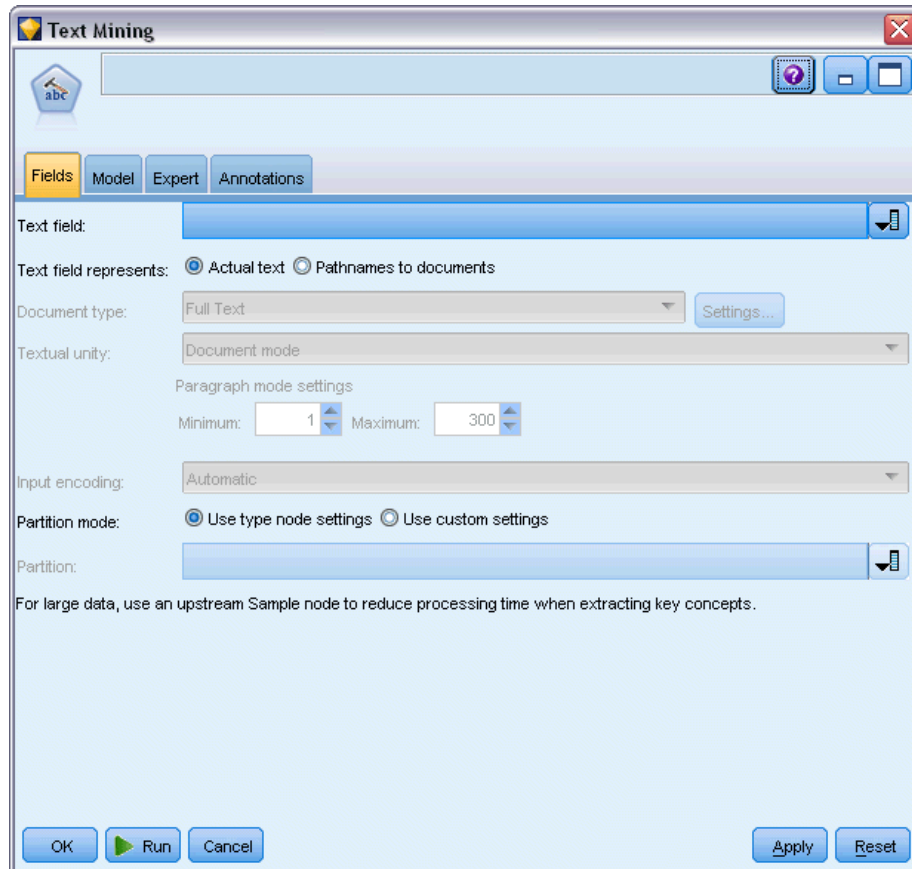 Text Mining
abc
Fields Model Expert Annotations
Text field:
Text field represents: Actual text Pathnames to documents
Document type: Full Text Settings...
Textual unity: Document mode
Paragraph mode settings
Minimum: 1 Maximum: 300
Input encoding: Automatic
Partition mode: Use type node settings Use custom settings
Partition:
For large data, use an upstream Sample node to reduce processing time when extracting key concepts.
OK Run Cancel Apply Reset